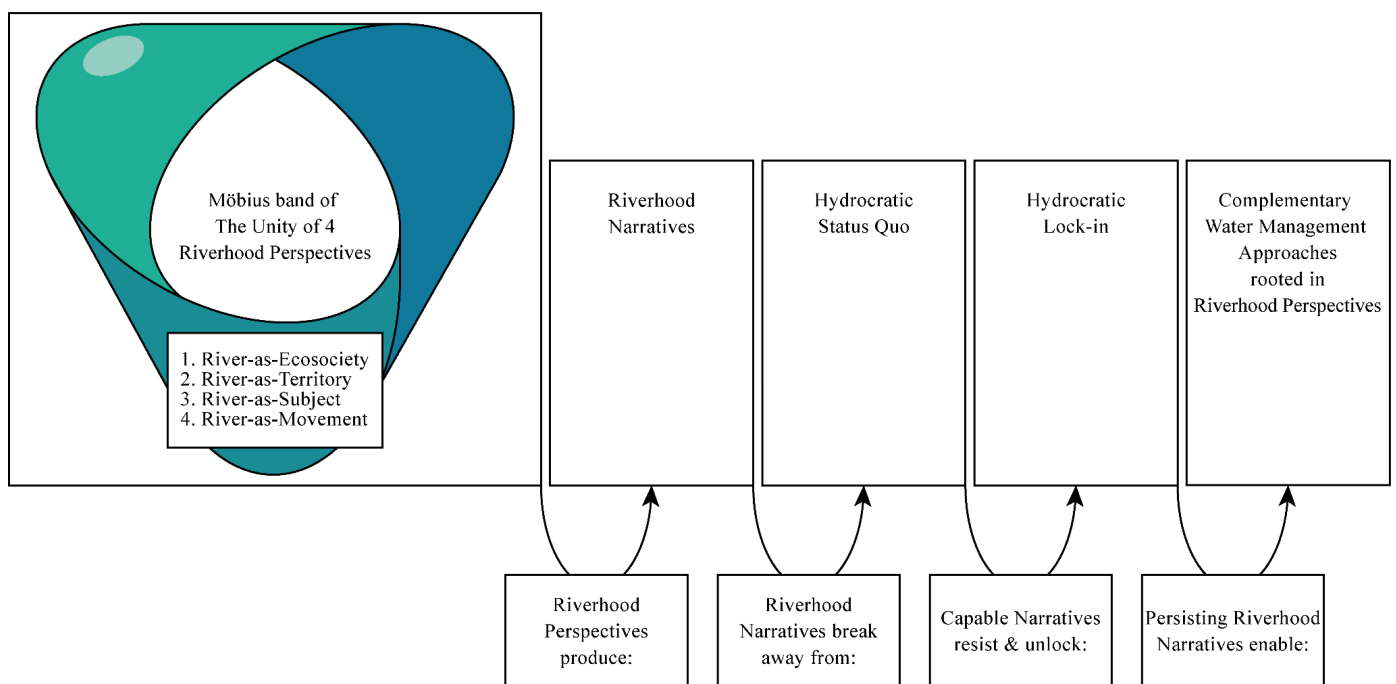 Möbius band of
The Unity of 4
Riverhood Perspectives
1. River-as-Ecosociety
2. River-as-Territory
3. River-as-Subject
4. River-as-Movement
Riverhood
Narratives
Hydrocratic
Status Quo
Hydrocratic
Lock-in
Complementary
Water Management
Approaches
rooted in
Riverhood Perspectives
Riverhood
Perspectives
produce:
Riverhood
Narratives break
away from:
Capable Narratives
resist & unlock:
Persisting Riverhood
Narratives enable: